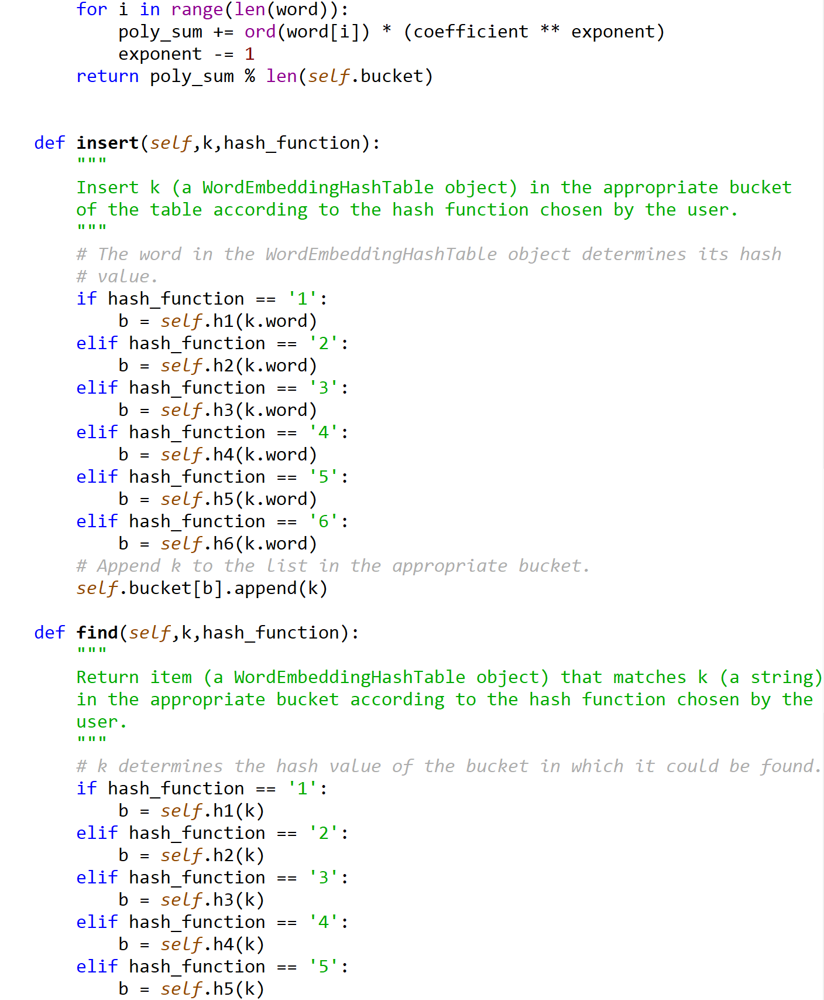 for i in range(len(word)):
poly_sum += ord(word[i]) * (coefficient ** exponent)
exponent -= 1
return poly_sum % len(self.bucket)
def insert(self,k,hash_function):
"""
Insert k (a WordEmbeddingHashTable object) in the appropriate bucket
of the table according to the hash function chosen by the user.
"""
# The word in the WordEmbeddingHashTable object determines its hash
# value.
if hash_function == '1':
b = self.h1(k.word)
elif hash_function == '2':
b = self.h2(k.word)
elif hash_function == '3':
b = self.h3(k.word)
elif hash_function == '4':
b = self.h4(k.word)
elif hash_function == '5':
b = self.h5(k.word)
elif hash_function == '6':
b = self.h6(k.word)
# Append k to the list in the appropriate bucket.
self.bucket[b].append(k)
def find(self,k,hash_function):
"""
Return item (a WordEmbeddingHashTable object) that matches k (a string)
in the appropriate bucket according to the hash function chosen by the
user.
"""
# k determines the hash value of the bucket in which it could be found.
if hash_function == '1':
b = self.h1(k)
elif hash_function == '2':
b = self.h2(k)
elif hash_function == '3':
b = self.h3(k)
elif hash_function == '4':
b = self.h4(k)
elif hash_function == '5':
b = self.h5(k)